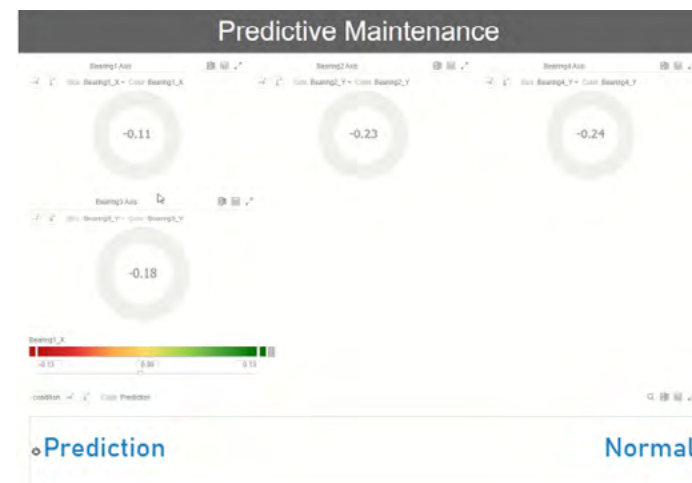 Predictive Maintenance
Bearing1 Axis
Bearing2 Axis
Bearing4 Axis
Size: Bearing1_X Color: Bearing1_X
Size: Bearing2_Y Color: Bearing2_Y
Size: Bearing4_Y Color: Bearing4_Y
-0.11
-0.23
-0.24
Bearing3 Axis
Size: Bearing3_Y Color: Bearing3_Y
-0.18
Bearing1_X
-0.13 0.00 0.13
condition Color: Prediction
Prediction Normal